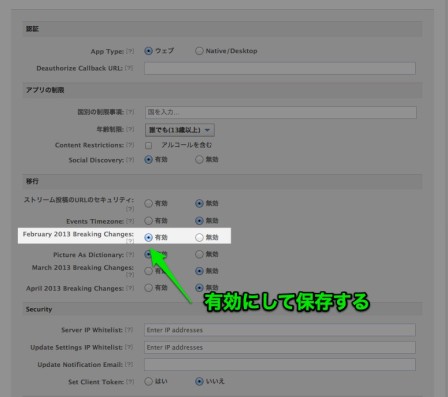 認証
App Type: [?] ウェブ Native/Desktop
Deauthorize Callback URL: [?]
アプリの制限
国別の制限事項: [?] 国を入力...
年齢制限: [?] 誰でも(13歳以上)
Content Restrictions: [?] アルコールを含む
Social Discovery: [?] 有効 無効
移行
ストリーム投稿のURLのセキュリティ: [?] 有効 無効
Events Timezone: [?] 有効 無効
February 2013 Breaking Changes: [?] 有効 無効
Picture As Dictionary: [?] 無効
March 2013 Breaking Changes: [?] 有効 無効
April 2013 Breaking Changes: [?] 有効 無効
有効にして保存する
Security
Server IP Whitelist: [?] Enter IP addresses
Update Settings IP Whitelist: [?] Enter IP addresses
Update Notification Email: [?]
Set Client Token: [?] はい いいえ